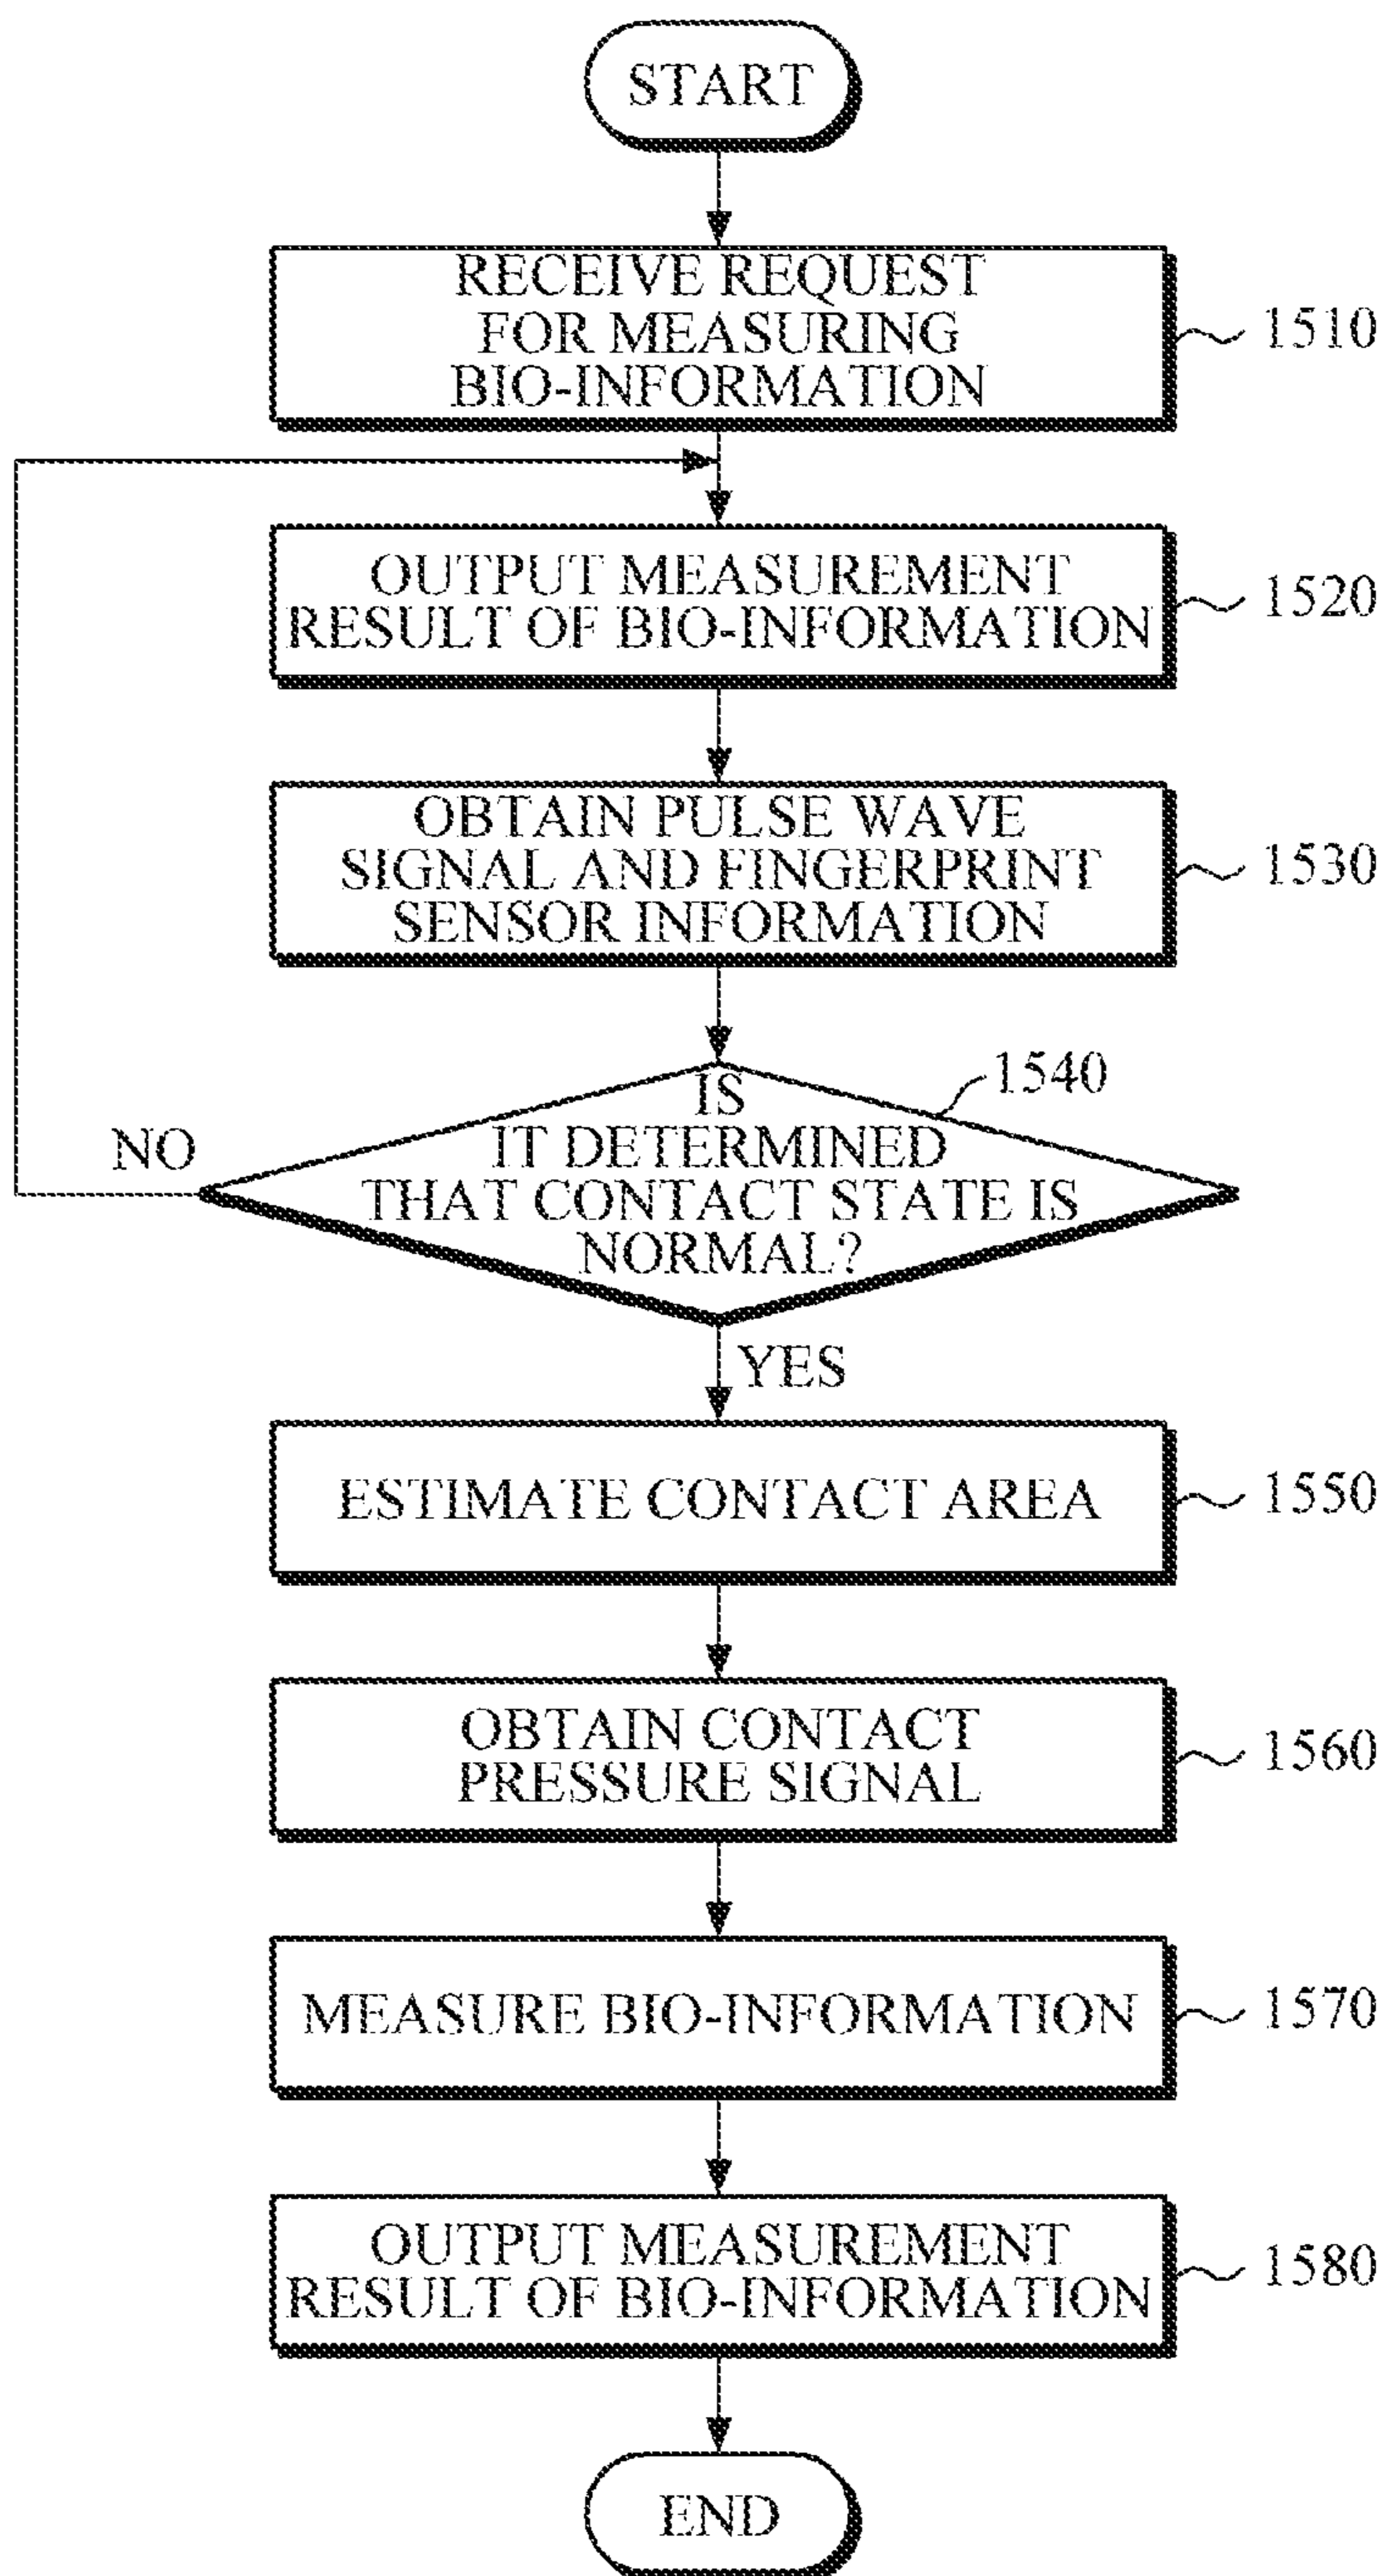 START
RECEIVE REQUEST
FOR MEASURING
BIO-INFORMATION
1510
OUTPUT MEASUREMENT
RESULT OF BIO-INFORMATION
1520
OBTAIN PULSE WAVE
SIGNAL AND FINGERPRINT
SENSOR INFORMATION
1530
1540
IS
IT DETERMINED
THAT CONTACT STATE IS
NORMAL?
NO
YES
ESTIMATE CONTACT AREA
1550
OBTAIN CONTACT
PRESSURE SIGNAL
1560
MEASURE BIO-INFORMATION
1570
OUTPUT MEASUREMENT
RESULT OF BIO-INFORMATION
1580
END